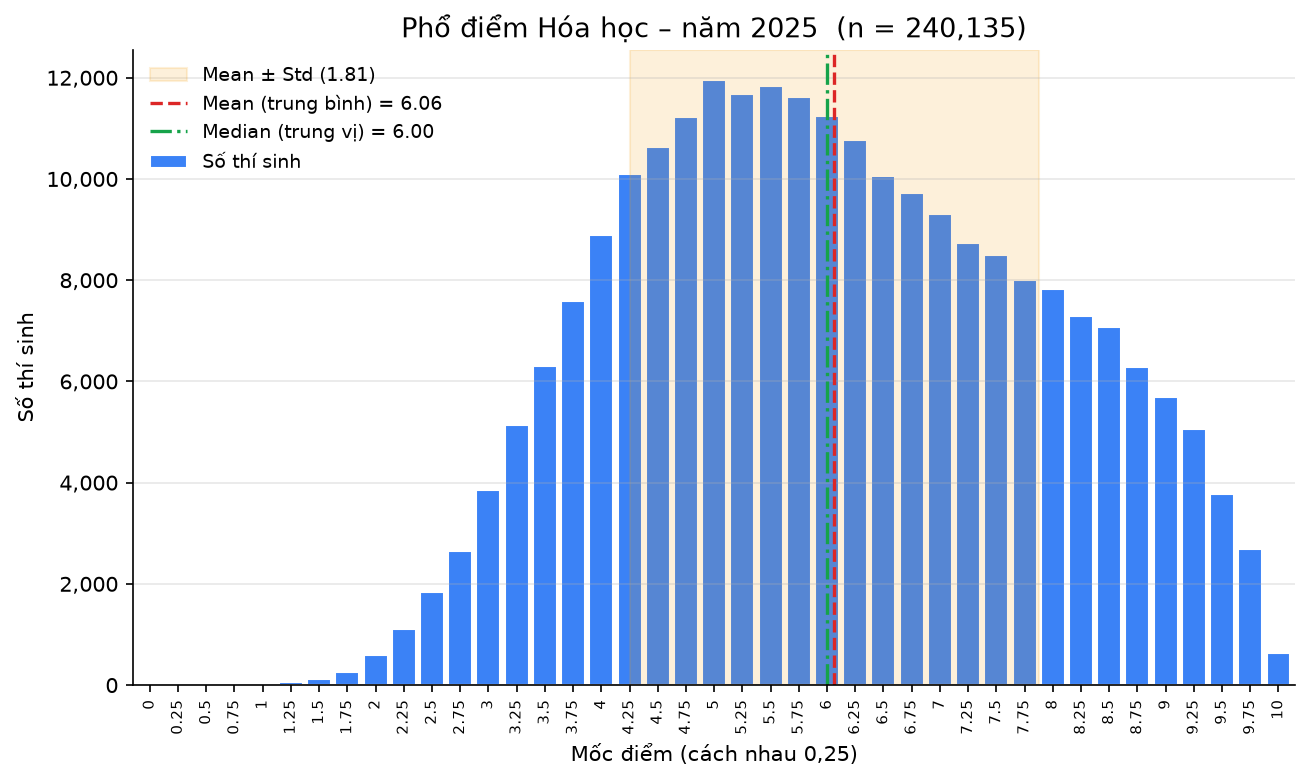 Phổ điểm Hóa học – năm 2025 (n = 240,135)
Mean ± Std (1.81)
Mean (trung bình) = 6.06
Median (trung vị) = 6.00
Số thí sinh
12,000
10,000
8,000
6,000
4,000
2,000
0
Số thí sinh
0 0.25 0.5 0.75 1 1.25 1.5 1.75 2 2.25 2.5 2.75 3 3.25 3.5 3.75 4 4.25 4.5 4.75 5 5.25 5.5 5.75 6 6.25 6.5 6.75 7 7.25 7.5 7.75 8 8.25 8.5 8.75 9 9.25 9.5 9.75 10
Mốc điểm (cách nhau 0,25)